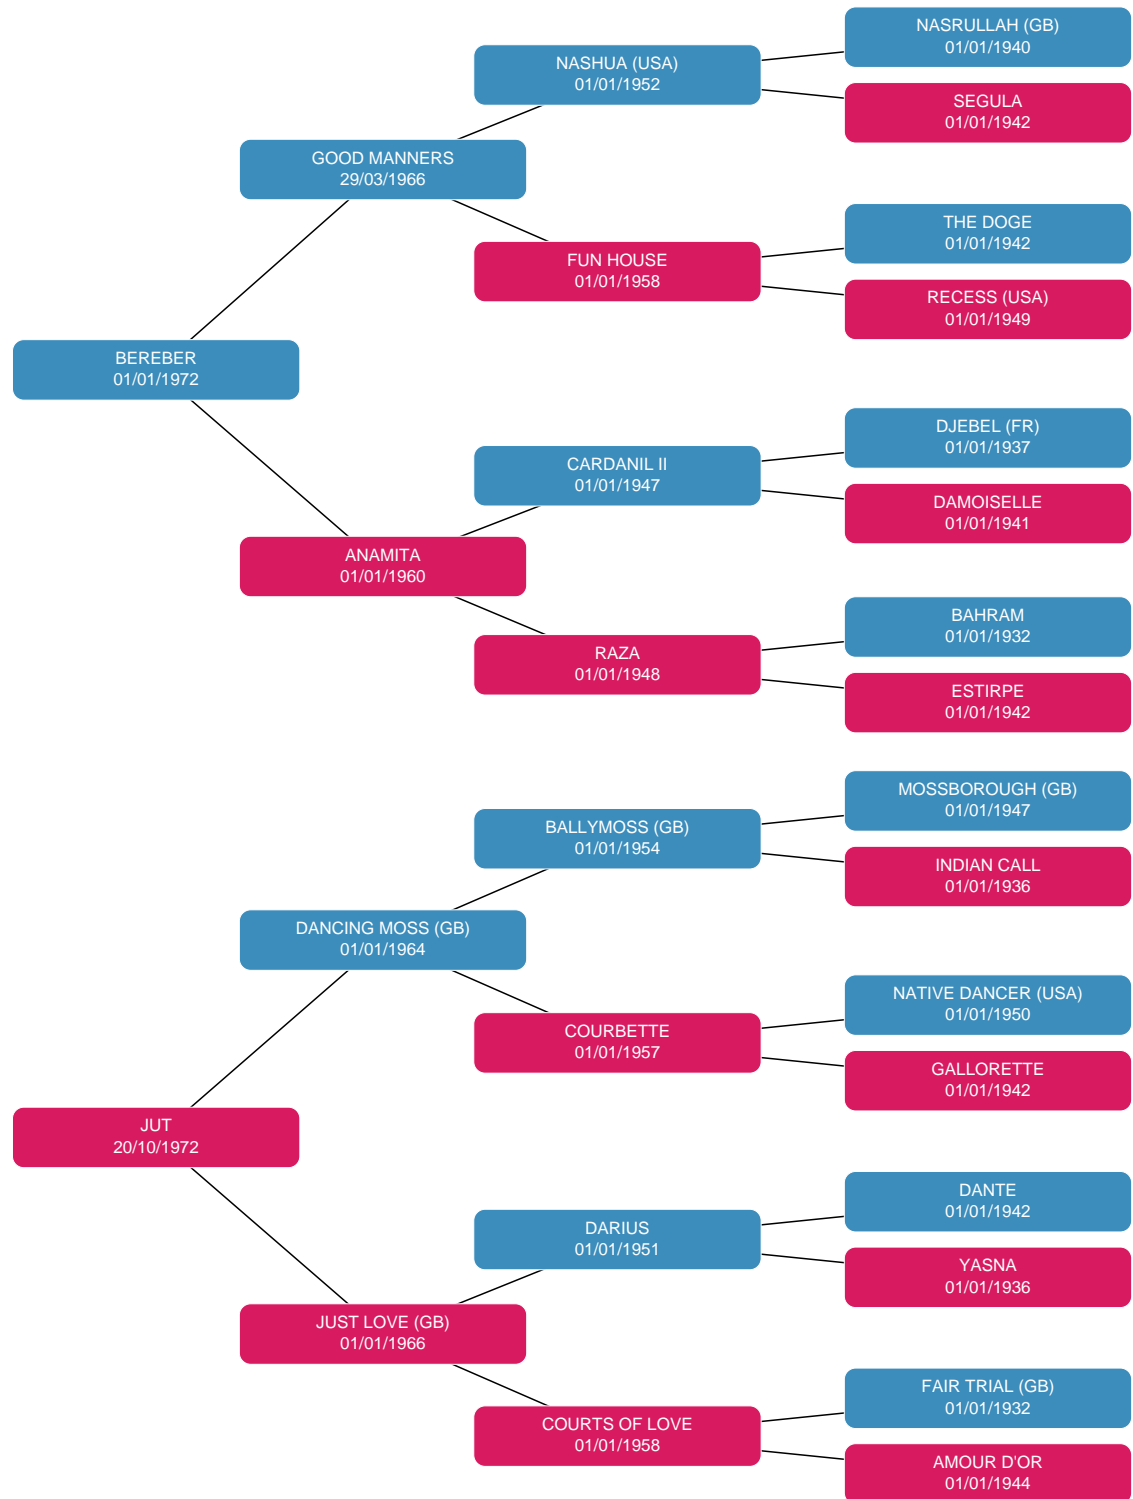 NASRULLAH (GB)
01/01/1940
NASHUA (USA)
01/01/1952
SEGULA
01/01/1942
GOOD MANNERS
29/03/1966
THE DOGE
01/01/1942
FUN HOUSE
01/01/1958
RECESS (USA)
01/01/1949
BEREBER
01/01/1972
DJEBEL (FR)
01/01/1937
CARDANIL II
01/01/1947
DAMOISELLE
01/01/1941
ANAMITA
01/01/1960
BAHRAM
01/01/1932
RAZA
01/01/1948
ESTIRPE
01/01/1942
MOSSBOROUGH (GB)
01/01/1947
BALLYMOSS (GB)
01/01/1954
INDIAN CALL
01/01/1936
DANCING MOSS (GB)
01/01/1964
NATIVE DANCER (USA)
01/01/1950
COURBETTE
01/01/1957
GALLORETTE
01/01/1942
JUT
20/10/1972
DANTE
01/01/1942
DARIUS
01/01/1951
YASNA
01/01/1936
JUST LOVE (GB)
01/01/1966
FAIR TRIAL (GB)
01/01/1932
COURTS OF LOVE
01/01/1958
AMOUR D'OR
01/01/1944